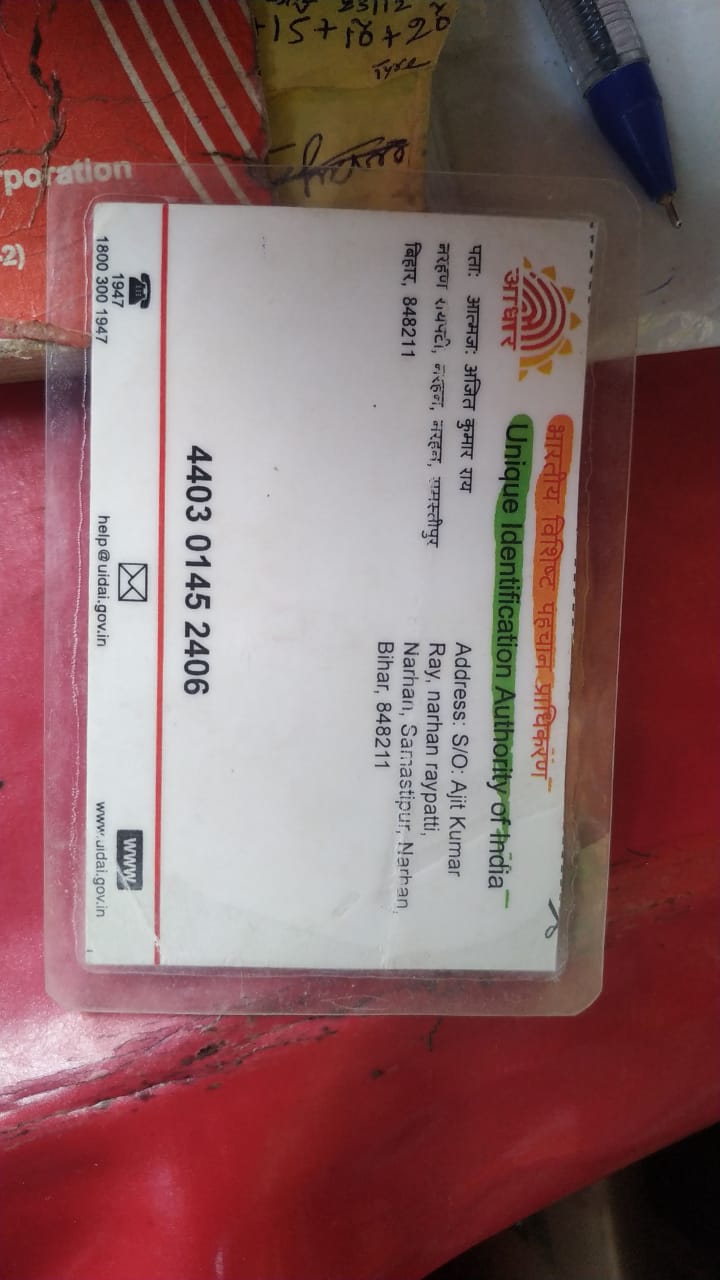 23/12
+15+18+20
Tyre
rporation
-2)
आधार
भारतीय विशिष्ट पहचान प्राधिकरण
Unique Identification Authority of India
पता: आत्मज: अजित कुमार राय
नरहण रायपटी, नरहन, नरहन, समस्तीपुर
बिहार, 848211
Address: S/O: Ajit Kumar
Ray, narhan raypatti,
Narhan, Samastipur, Narhan,
Bihar, 848211
4403 0145 2406
1947
1800 300 1947
help@uidai.gov.in
www
www.uidai.gov.in